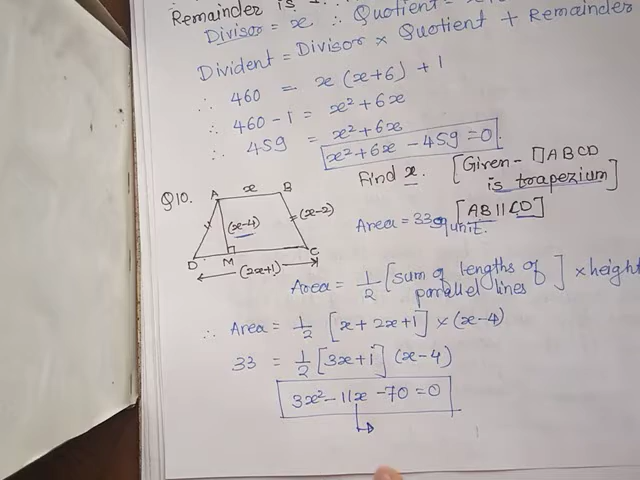 Remainder is 1.
Divisor = x ∴ Quotient =
Divident = Divisor × Quotient + Remainder
∴ 460 = x (x+6) + 1
∴ 460 - 1 = x² + 6x
∴ 459 = x² + 6x
x² + 6x - 459 = 0
Q10.
A x B
(x-4)
(x-2)
D M C
(2x+1)
Find x. [Given - □ABCD
is trapezium]
Area = 33 squnit. [AB || CD]
Area = 1/2 [sum of lengths of parallel lines] × height
∴ Area = 1/2 [x + 2x + 1] × (x-4)
33 = 1/2 [3x+1] (x-4)
3x² - 11x - 70 = 0